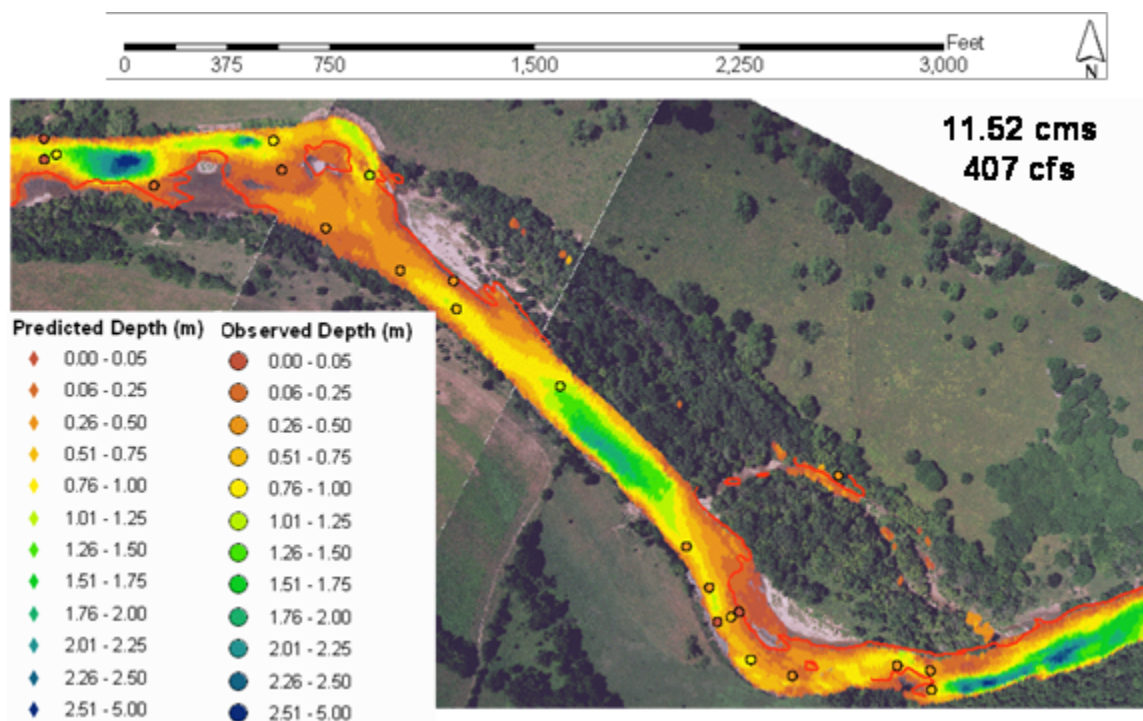 Feet
0 375 750 1,500 2,250 3,000
N
11.52 cms
407 cfs
Predicted Depth (m) Observed Depth (m)
0.00 - 0.05 0.00 - 0.05
0.06 - 0.25 0.06 - 0.25
0.26 - 0.50 0.26 - 0.50
0.51 - 0.75 0.51 - 0.75
0.76 - 1.00 0.76 - 1.00
1.01 - 1.25 1.01 - 1.25
1.26 - 1.50 1.26 - 1.50
1.51 - 1.75 1.51 - 1.75
1.76 - 2.00 1.76 - 2.00
2.01 - 2.25 2.01 - 2.25
2.26 - 2.50 2.26 - 2.50
2.51 - 5.00 2.51 - 5.00